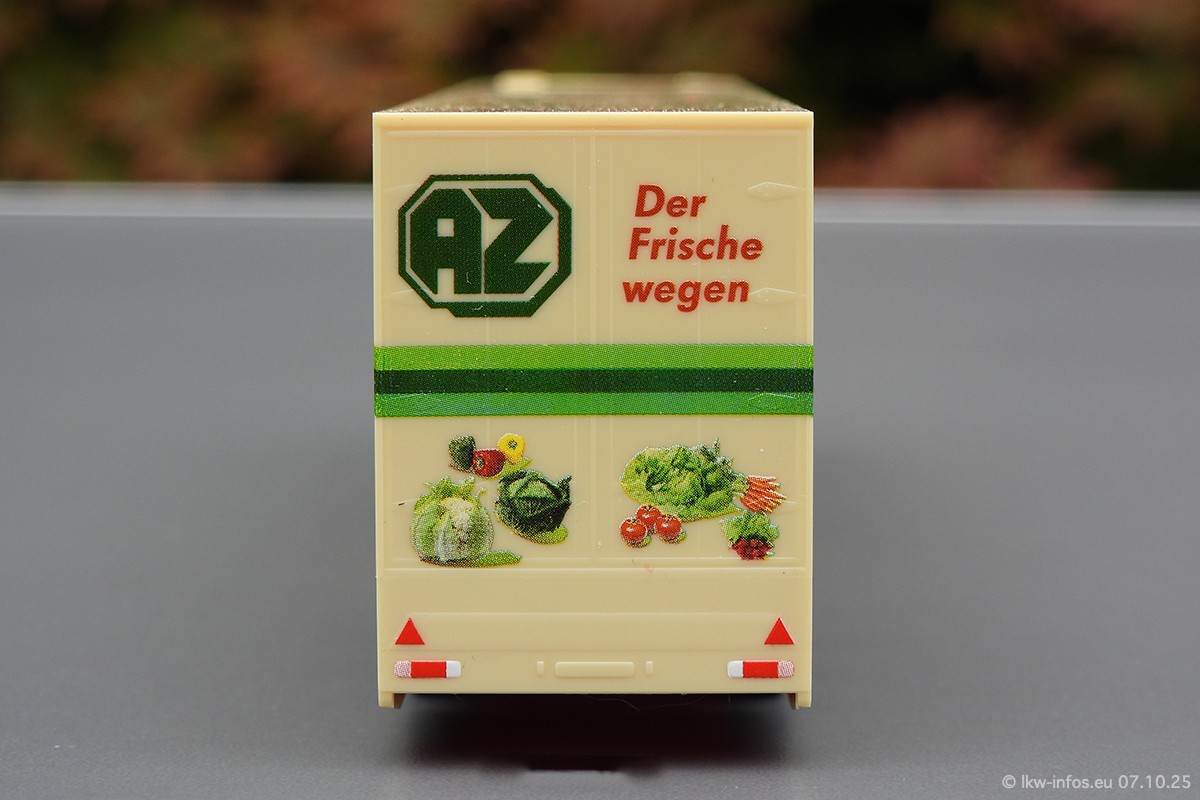 AZ
Der
Frische
wegen
© lkw-infos.eu 07.10.25